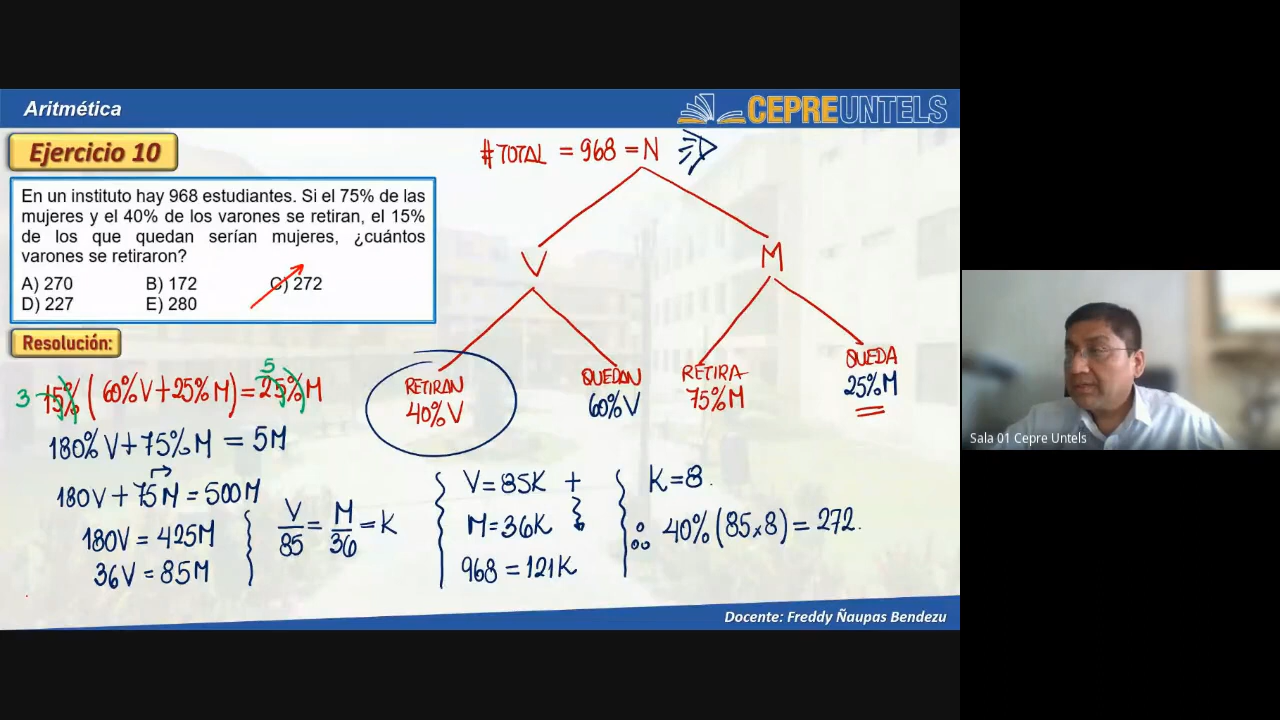 Aritmética
CEPREUNTELS
Ejercicio 10
En un instituto hay 968 estudiantes. Si el 75% de las
mujeres y el 40% de los varones se retiran, el 15%
de los que quedan serían mujeres, ¿cuántos
varones se retiraron?
A) 270 B) 172 C) 272
D) 227 E) 280
# TOTAL = 968 = N
V M
RETIRAN QUEDAN RETIRA QUEDA
40%V 60%V 75%M 25%M
Resolución:
5
3 15% ( 60%V + 25%M ) = 25%M
180%V + 75%M = 5M
180V + 75M = 500M
180V = 425M
36V = 85M
V/85 = M/36 = K
V = 85K +
M = 36K
968 = 121K
K = 8.
∴ 40% (85×8) = 272.
Sala 01 Cepre Untels
Docente: Freddy Ñaupas Bendezu